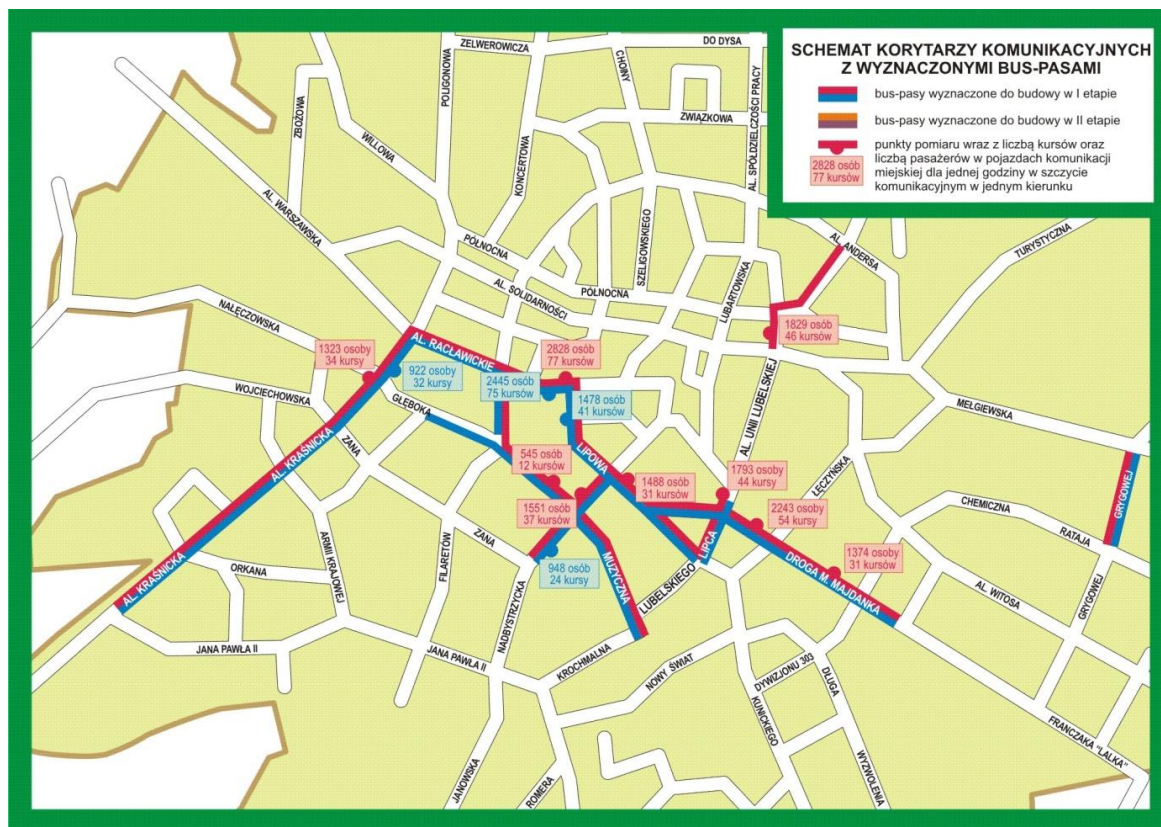 SCHEMAT KORYTARZY KOMUNIKACYJNYCH
Z WYZNACZONYMI BUS-PASAMI
bus-pasy wyznaczone do budowy w I etapie
bus-pasy wyznaczone do budowy w II etapie
2828 osób
77 kursów
punkty pomiaru wraz z liczbą kursów oraz
liczbą pasażerów w pojazdach komunikacji
miejskiej dla jednej godziny w szczycie
komunikacyjnym w jednym kierunku
ZELWEROWICZA
DO DYSA
POLIGONOWA
CHOINY
ZBOŻOWA
ZWIĄZKOWA
AL. SPÓŁDZIELCZOŚCI PRACY
WILLOWA
KONCERTOWA
AL. WARSZAWSKA
PÓŁNOCNA
SZELIGOWSKIEGO
AL. ANDERSA
TURYSTYCZNA
AL. SOLIDARNOŚCI
PÓŁNOCNA
LUBARTOWSKA
NAŁĘCZOWSKA
1829 osób
46 kursów
AL. RACŁAWICKIE
1323 osoby
34 kursy
2828 osób
77 kursów
922 osoby
32 kursy
2445 osób
75 kursów
WOJCIECHOWSKA
GŁĘBOKA
1478 osób
41 kursów
AL. UNII LUBELSKIEJ
MEŁGIEWSKA
AL. KRAŚNICKA
ZANA
545 osób
12 kursów
LIPOWA
1488 osób
31 kursów
1793 osoby
44 kursy
ŁĘCZYŃSKA
GRYGOWEJ
1551 osób
37 kursów
2243 osoby
54 kursy
CHEMICZNA
RATAJA
AL. KRAŚNICKA
ORKANA
ARMII KRAJOWEJ
FILARETÓW
ZANA
948 osób
24 kursy
MUZYCZNA
LUBELSKIEGO
LIPCA
DROGA M. MAJDANKA
1374 osoby
31 kursów
AL. WITOSA
GRYGOWEJ
NADBYSTRZYCKA
JANA PAWŁA II
JANA PAWŁA II
KROCHMALNA
NOWY ŚWIAT
DYWIZJONU 303
DŁUGA
KUNICKIEGO
FRANCZAKA "LALKA"
JANOWSKA
ROMERA
WYZWOLENIA